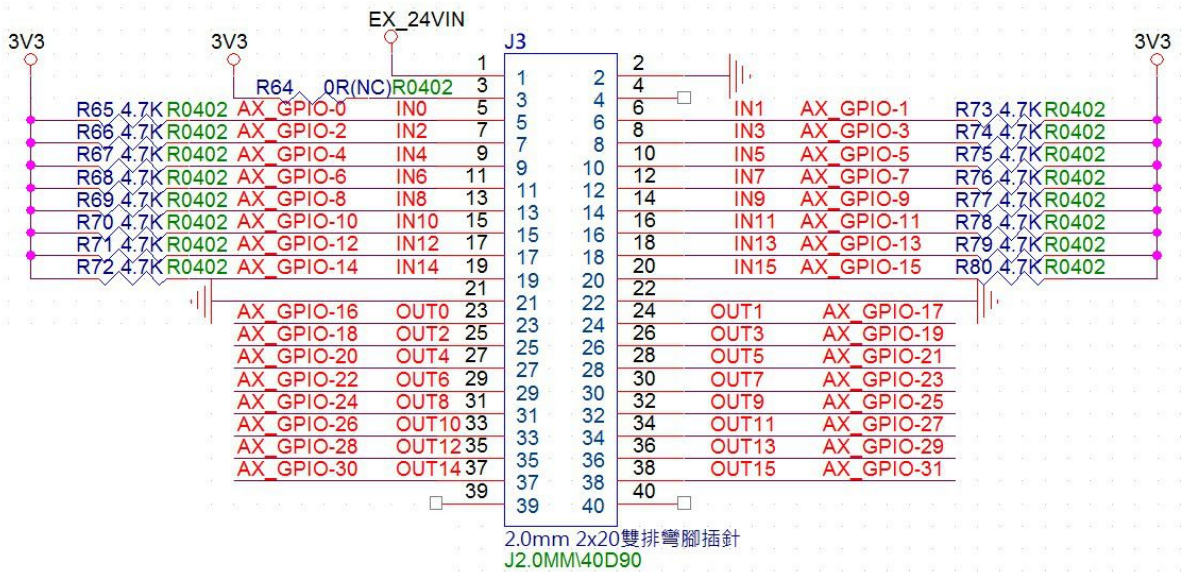 EX_24VIN
3V3 3V3 J3 3V3
1 1 2 2
R64 0R(NC) R0402 3 3 4 4
R65 4.7K R0402 AX_GPIO-0 IN0 5 5 6 6 IN1 AX_GPIO-1 R73 4.7K R0402
R66 4.7K R0402 AX_GPIO-2 IN2 7 7 8 8 IN3 AX_GPIO-3 R74 4.7K R0402
R67 4.7K R0402 AX_GPIO-4 IN4 9 9 10 10 IN5 AX_GPIO-5 R75 4.7K R0402
R68 4.7K R0402 AX_GPIO-6 IN6 11 11 12 12 IN7 AX_GPIO-7 R76 4.7K R0402
R69 4.7K R0402 AX_GPIO-8 IN8 13 13 14 14 IN9 AX_GPIO-9 R77 4.7K R0402
R70 4.7K R0402 AX_GPIO-10 IN10 15 15 16 16 IN11 AX_GPIO-11 R78 4.7K R0402
R71 4.7K R0402 AX_GPIO-12 IN12 17 17 18 18 IN13 AX_GPIO-13 R79 4.7K R0402
R72 4.7K R0402 AX_GPIO-14 IN14 19 19 20 20 IN15 AX_GPIO-15 R80 4.7K R0402
21 21 22 22
AX_GPIO-16 OUT0 23 23 24 24 OUT1 AX_GPIO-17
AX_GPIO-18 OUT2 25 25 26 26 OUT3 AX_GPIO-19
AX_GPIO-20 OUT4 27 27 28 28 OUT5 AX_GPIO-21
AX_GPIO-22 OUT6 29 29 30 30 OUT7 AX_GPIO-23
AX_GPIO-24 OUT8 31 31 32 32 OUT9 AX_GPIO-25
AX_GPIO-26 OUT10 33 33 34 34 OUT11 AX_GPIO-27
AX_GPIO-28 OUT12 35 35 36 36 OUT13 AX_GPIO-29
AX_GPIO-30 OUT14 37 37 38 38 OUT15 AX_GPIO-31
39 39 40 40
2.0mm 2x20雙排彎腳插針
J2.0MM\40D90